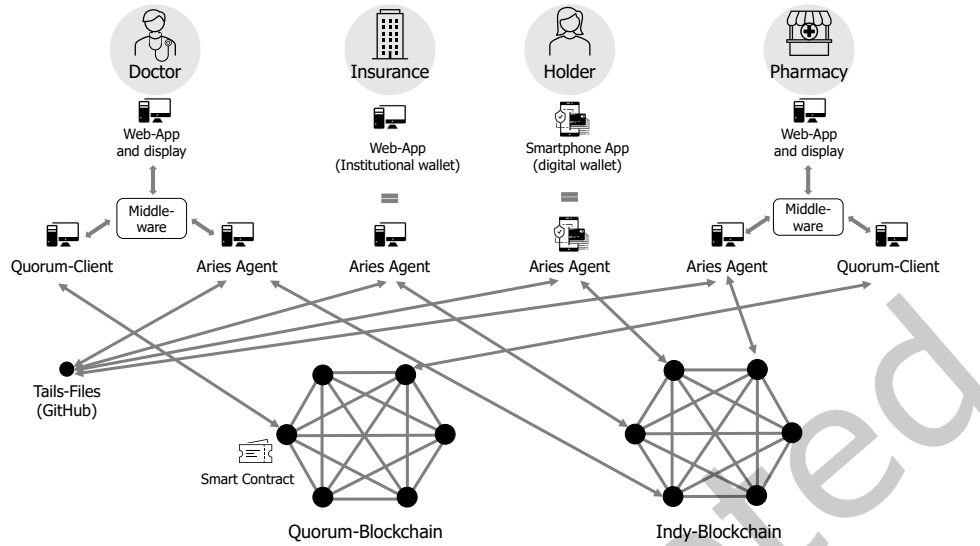 Doctor
Insurance
Holder
Pharmacy
Web-App
and display
Web-App
(Institutional wallet)
Smartphone App
(digital wallet)
Web-App
and display
Middle-
ware
Middle-
ware
Quorum-Client
Aries Agent
Aries Agent
Aries Agent
Aries Agent
Quorum-Client
Tails-Files
(GitHub)
Smart Contract
Quorum-Blockchain
Indy-Blockchain